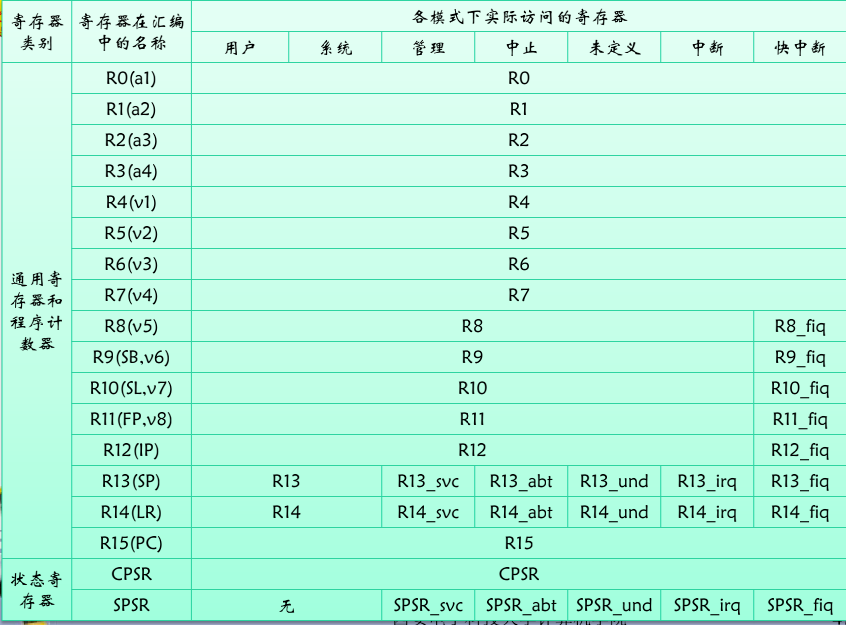 寄存器类别 寄存器在汇编中的名称 各模式下实际访问的寄存器
用户 系统 管理 中止 未定义 中断 快中断
通用寄存器和程序计数器
R0(a1) R0
R1(a2) R1
R2(a3) R2
R3(a4) R3
R4(v1) R4
R5(v2) R5
R6(v3) R6
R7(v4) R7
R8(v5) R8 R8_fiq
R9(SB,v6) R9 R9_fiq
R10(SL,v7) R10 R10_fiq
R11(FP,v8) R11 R11_fiq
R12(IP) R12 R12_fiq
R13(SP) R13 R13_svc R13_abt R13_und R13_irq R13_fiq
R14(LR) R14 R14_svc R14_abt R14_und R14_irq R14_fiq
R15(PC) R15
状态寄存器
CPSR CPSR
SPSR 无 SPSR_svc SPSR_abt SPSR_und SPSR_irq SPSR_fiq